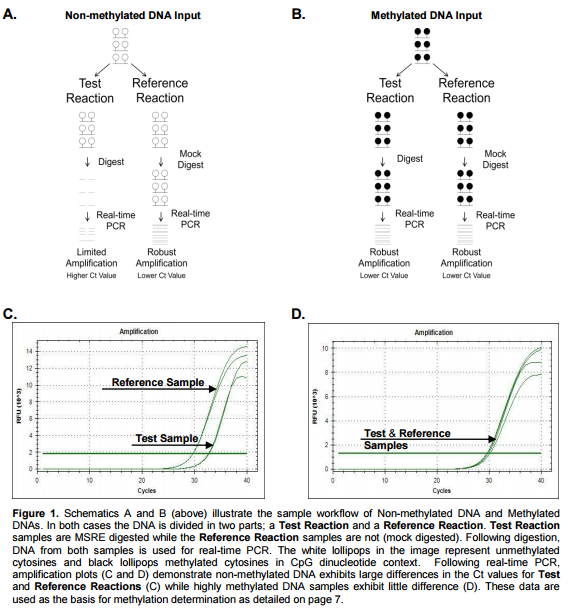 A.
Non-methylated DNA Input
Test
Reaction
Reference
Reaction
Digest
Mock
Digest
Real-time
PCR
Real-time
PCR
Limited
Amplification
Higher Ct Value
Robust
Amplification
Lower Ct Value
B.
Methylated DNA Input
Test
Reaction
Reference
Reaction
Digest
Mock
Digest
Real-time
PCR
Real-time
PCR
Robust
Amplification
Lower Ct Value
Robust
Amplification
Lower Ct Value
C.
Amplification
RFU (10^3)
14
12
10
8
6
4
2
0
Reference Sample
Test Sample
0
10
20
30
40
Cycles
D.
Amplification
RFU (10^3)
10
8
6
4
2
0
Test & Reference
Samples
0
10
20
30
40
Cycles
Figure 1. Schematics A and B (above) illustrate the sample workflow of Non-methylated DNA and Methylated
DNAs. In both cases the DNA is divided in two parts; a Test Reaction and a Reference Reaction. Test Reaction
samples are MSRE digested while the Reference Reaction samples are not (mock digested). Following digestion,
DNA from both samples is used for real-time PCR. The white lollipops in the image represent unmethylated
cytosines and black lollipops methylated cytosines in CpG dinucleotide context. Following real-time PCR,
amplification plots (C and D) demonstrate non-methylated DNA exhibits large differences in the Ct values for Test
and Reference Reactions (C) while highly methylated DNA samples exhibit little difference (D). These data are
used as the basis for methylation determination as detailed on page 7.